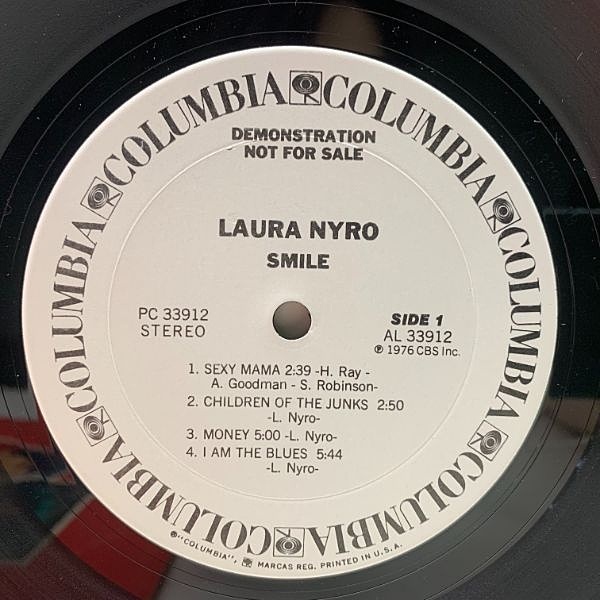 COLUMBIA COLUMBIA COLUMBIA COLUMBIA COLUMBIA COLUMBIA COLUMBIA
DEMONSTRATION
NOT FOR SALE
LAURA NYRO
SMILE
PC 33912
STEREO
SIDE 1
AL 33912
℗ 1976 CBS Inc.
1. SEXY MAMA 2:39 -H. Ray -
A. Goodman - S. Robinson-
2. CHILDREN OF THE JUNKS 2:50
-L. Nyro-
3. MONEY 5:00 -L. Nyro-
4. I AM THE BLUES 5:44
-L. Nyro-
®"COLUMBIA", MARCAS REG. PRINTED IN U.S.A.